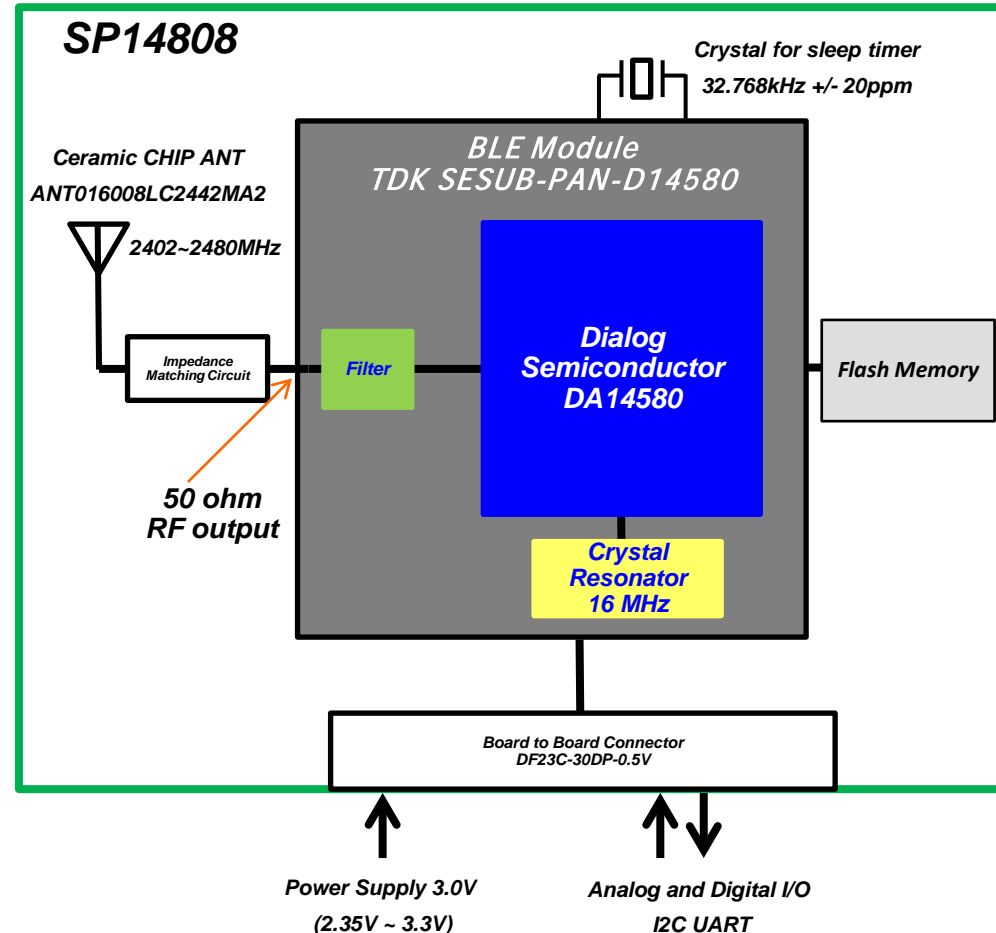 SP14808
Crystal for sleep timer
32.768kHz +/- 20ppm
Ceramic CHIP ANT
ANT016008LC2442MA2
2402~2480MHz
BLE Module
TDK SESUB-PAN-D14580
Impedance
Matching Circuit
Filter
Dialog
Semiconductor
DA14580
Flash Memory
50 ohm
RF output
Crystal
Resonator
16 MHz
Board to Board Connector
DF23C-30DP-0.5V
Power Supply 3.0V
(2.35V ~ 3.3V)
Analog and Digital I/O
I2C UART